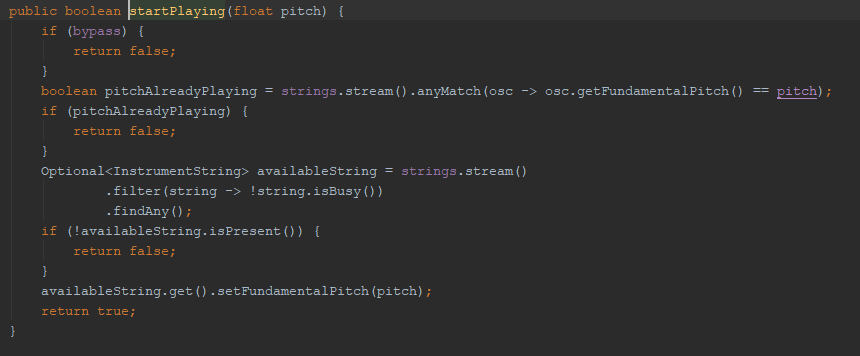 public boolean startPlaying(float pitch) {
    if (bypass) {
        return false;
    }
    boolean pitchAlreadyPlaying = strings.stream().anyMatch(osc -> osc.getFundamentalPitch() == pitch);
    if (pitchAlreadyPlaying) {
        return false;
    }
    Optional<InstrumentString> availableString = strings.stream()
            .filter(string -> !string.isBusy())
            .findAny();
    if (!availableString.isPresent()) {
        return false;
    }
    availableString.get().setFundamentalPitch(pitch);
    return true;
}